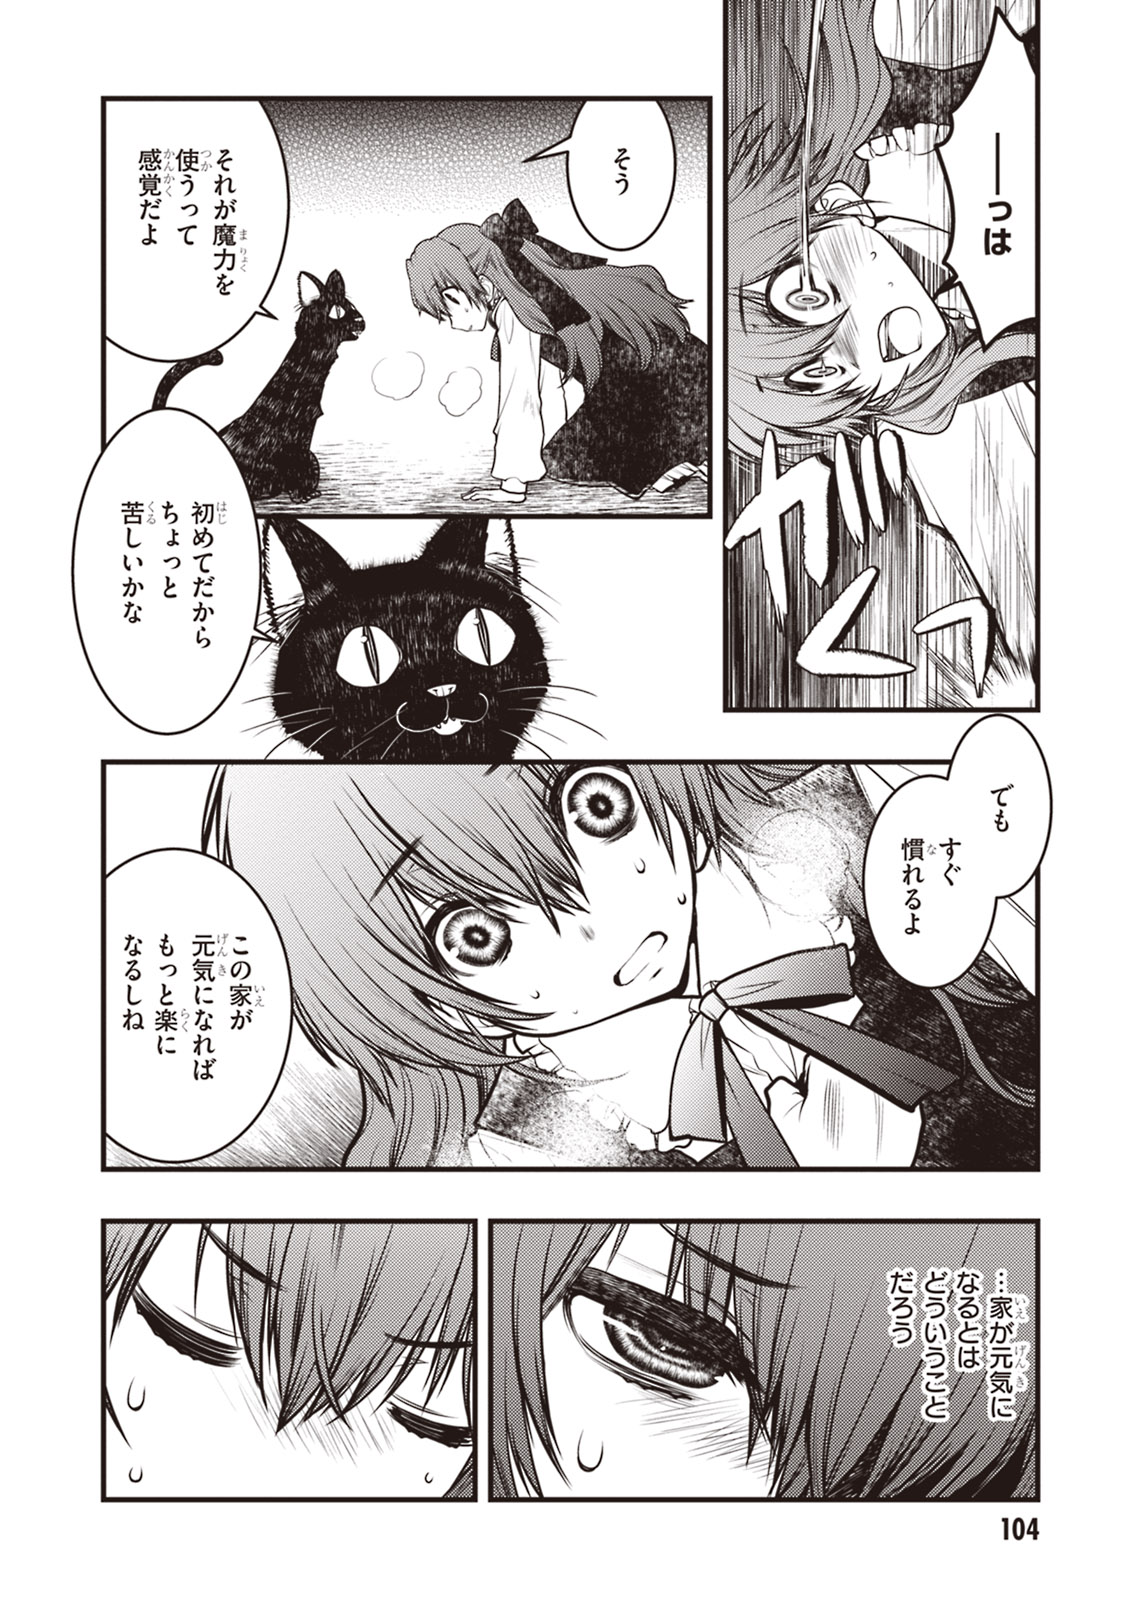 ――っは
ガハッ
そう
それが魔力を
使うって
感覚だよ
初めてだから
ちょっと
苦しいかな
でも
すぐ
慣れるよ
この家が
元気になれば
もっと楽に
なるしね
…家が元気に
なるとは
どういうこと
だろう
104